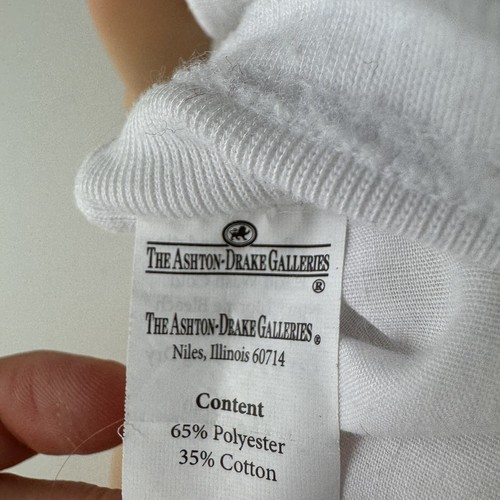 THE ASHTON-DRAKE GALLERIES
®
THE ASHTON-DRAKE GALLERIES®
Niles, Illinois 60714
Content
65% Polyester
35% Cotton